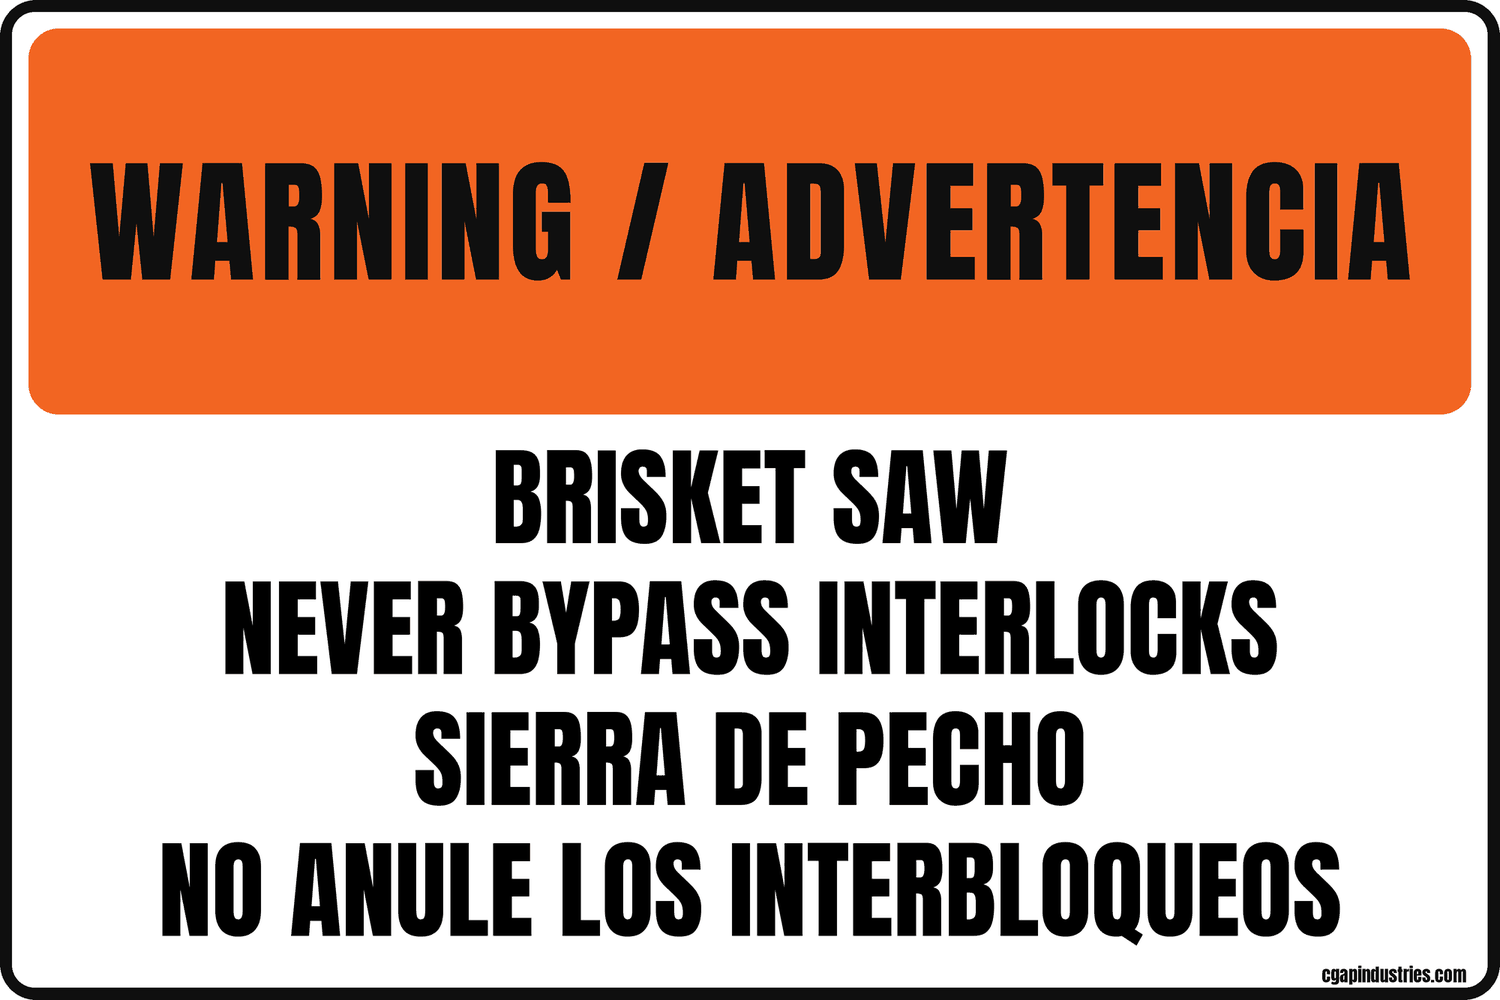 WARNING / ADVERTENCIA
BRISKET SAW
NEVER BYPASS INTERLOCKS
SIERRA DE PECHO
NO ANULE LOS INTERBLOQUEOS
cgapindustries.com